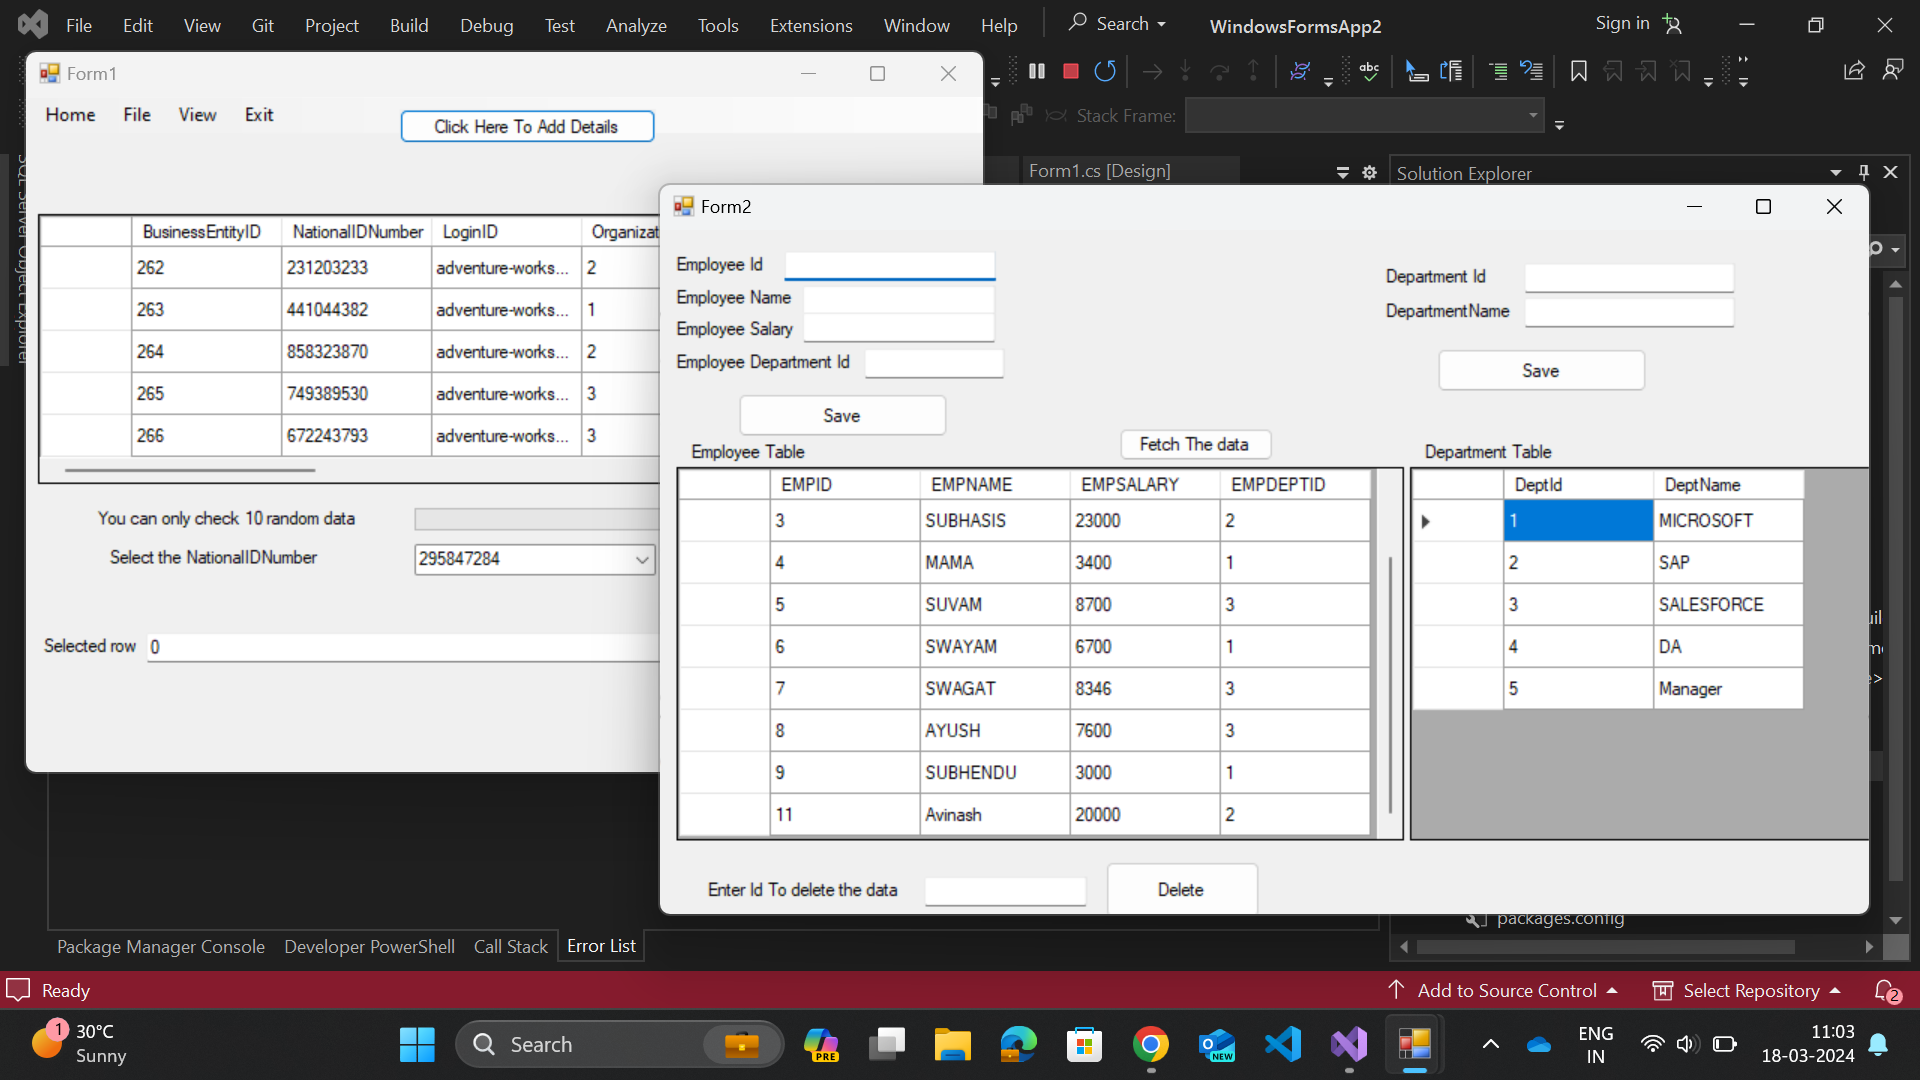 File Edit View Git Project Build Debug Test Analyze Tools Extensions Window Help Search WindowsFormsApp2 Sign in
Stack Frame:
SQL Server Object Explorer
Form1.cs [Design]
Solution Explorer
Form1
Home File View Exit
Click Here To Add Details
BusinessEntityID NationalIDNumber LoginID Organizat
262 231203233 adventure-works... 2
263 441044382 adventure-works... 1
264 858323870 adventure-works... 2
265 749389530 adventure-works... 3
266 672243793 adventure-works... 3
You can only check 10 random data
Select the NationalIDNumber 295847284
Selected row 0
Form2
Employee Id
Employee Name
Employee Salary
Employee Department Id
Save
Department Id
DepartmentName
Save
Fetch The data
Employee Table
EMPID EMPNAME EMPSALARY EMPDEPTID
3 SUBHASIS 23000 2
4 MAMA 3400 1
5 SUVAM 8700 3
6 SWAYAM 6700 1
7 SWAGAT 8346 3
8 AYUSH 7600 3
9 SUBHENDU 3000 1
11 Avinash 20000 2
Department Table
DeptId DeptName
1 MICROSOFT
2 SAP
3 SALESFORCE
4 DA
5 Manager
Enter Id To delete the data
Delete
packages.config
Package Manager Console Developer PowerShell Call Stack Error List
Ready
Add to Source Control Select Repository 2
1 30°C
Sunny
Search
PRE
NEW
ENG
IN
11:03
18-03-2024